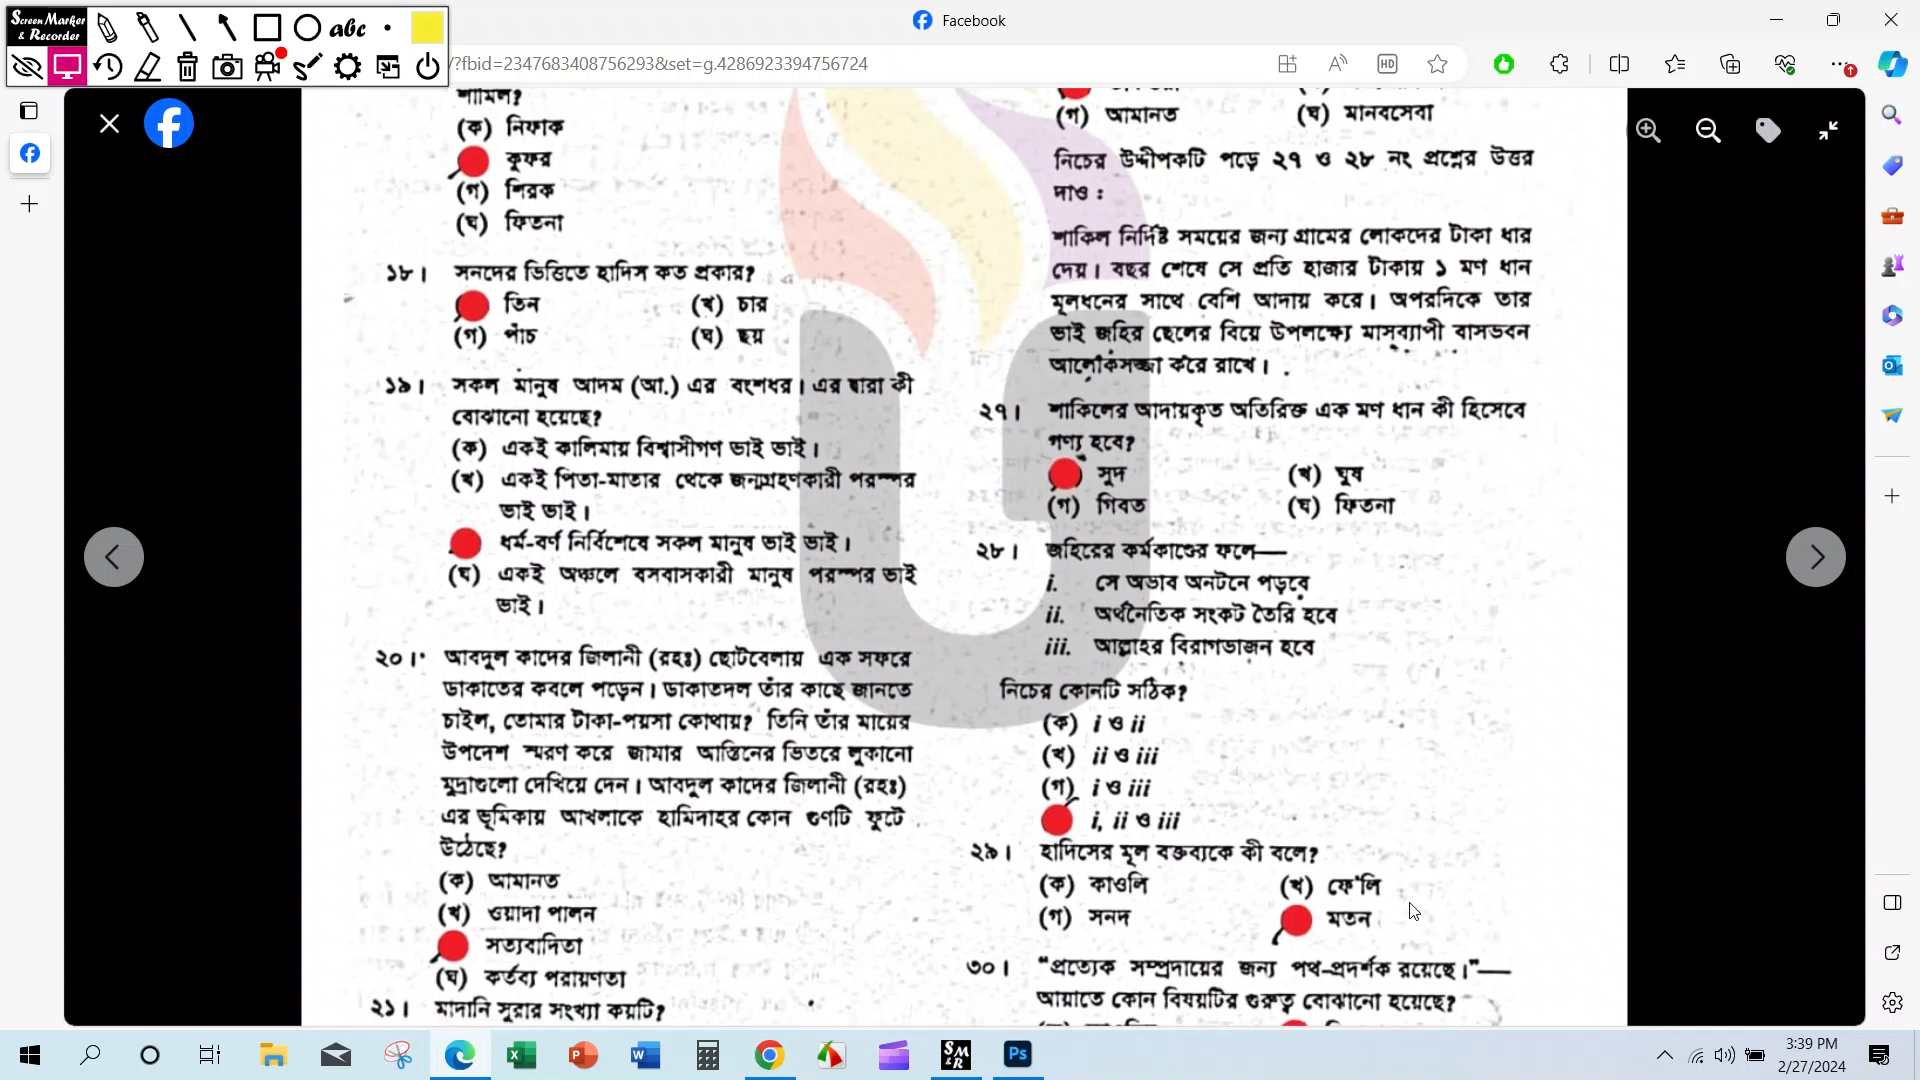 Screen Marker
& Recorder
abc
Facebook
/?fbid=2347683408756293&set=g.4286923394756724
শামিল?
(ক) নিফাক
কুফর
(গ) শিরক
(ঘ) ফিতনা
১৮। সনদের ভিত্তিতে হাদিস কত প্রকার?
তিন (খ) চার
(গ) পাঁচ (ঘ) ছয়
১৯। সকল মানুষ আদম (আ.) এর বংশধর। এর দ্বারা কী
বোঝানো হয়েছে?
(ক) একই কালিমায় বিশ্বাসীগণ ভাই ভাই।
(খ) একই পিতা-মাতার থেকে জন্মগ্রহণকারী পরস্পর
ভাই ভাই।
ধর্ম-বর্ণ নির্বিশেষে সকল মানুষ ভাই ভাই।
(ঘ) একই অঞ্চলে বসবাসকারী মানুষ পরস্পর ভাই
ভাই।
২০। আবদুল কাদের জিলানী (রহঃ) ছোটবেলায় এক সফরে
ডাকাতের কবলে পড়েন। ডাকাতদল তাঁর কাছে জানতে
চাইল, তোমার টাকা-পয়সা কোথায়? তিনি তাঁর মায়ের
উপদেশ স্মরণ করে জামার আস্তিনের ভিতরে লুকানো
মুদ্রাগুলো দেখিয়ে দেন। আবদুল কাদের জিলানী (রহঃ)
এর ভূমিকায় আখলাকে হামিদাহর কোন গুণটি ফুটে
উঠেছে?
(ক) আমানত
(খ) ওয়াদা পালন
সত্যবাদিতা
(ঘ) কর্তব্য পরায়ণতা
২১। মাদানি সুরার সংখ্যা কয়টি?
(গ) আমানত (ঘ) মানবসেবা
নিচের উদ্দীপকটি পড়ে ২৭ ও ২৮ নং প্রশ্নের উত্তর
দাও :
শাকিল নির্দিষ্ট সময়ের জন্য গ্রামের লোকদের টাকা ধার
দেয়। বছর শেষে সে প্রতি হাজার টাকায় ১ মণ ধান
মূলধনের সাথে বেশি আদায় করে। অপরদিকে তার
ভাই জহির ছেলের বিয়ে উপলক্ষ্যে মাসব্যাপী বাসভবন
আলোকসজ্জা করে রাখে।
২৭। শাকিলের আদায়কৃত অতিরিক্ত এক মণ ধান কী হিসেবে
গণ্য হবে?
সুদ (খ) ঘুষ
(গ) গিবত (ঘ) ফিতনা
২৮। জহিরের কর্মকাণ্ডের ফলে—
i. সে অভাব অনটনে পড়বে
ii. অর্থনৈতিক সংকট তৈরি হবে
iii. আল্লাহর বিরাগভাজন হবে
নিচের কোনটি সঠিক?
(ক) i ও ii
(খ) ii ও iii
(গ) i ও iii
i, ii ও iii
২৯। হাদিসের মূল বক্তব্যকে কী বলে?
(ক) কাওলি (খ) ফে'লি
(গ) সনদ মতন
৩০। “প্রত্যেক সম্প্রদায়ের জন্য পথ-প্রদর্শক রয়েছে।”—
আয়াতে কোন বিষয়টির গুরুত্ব বোঝানো হয়েছে?
3:39 PM
2/27/2024